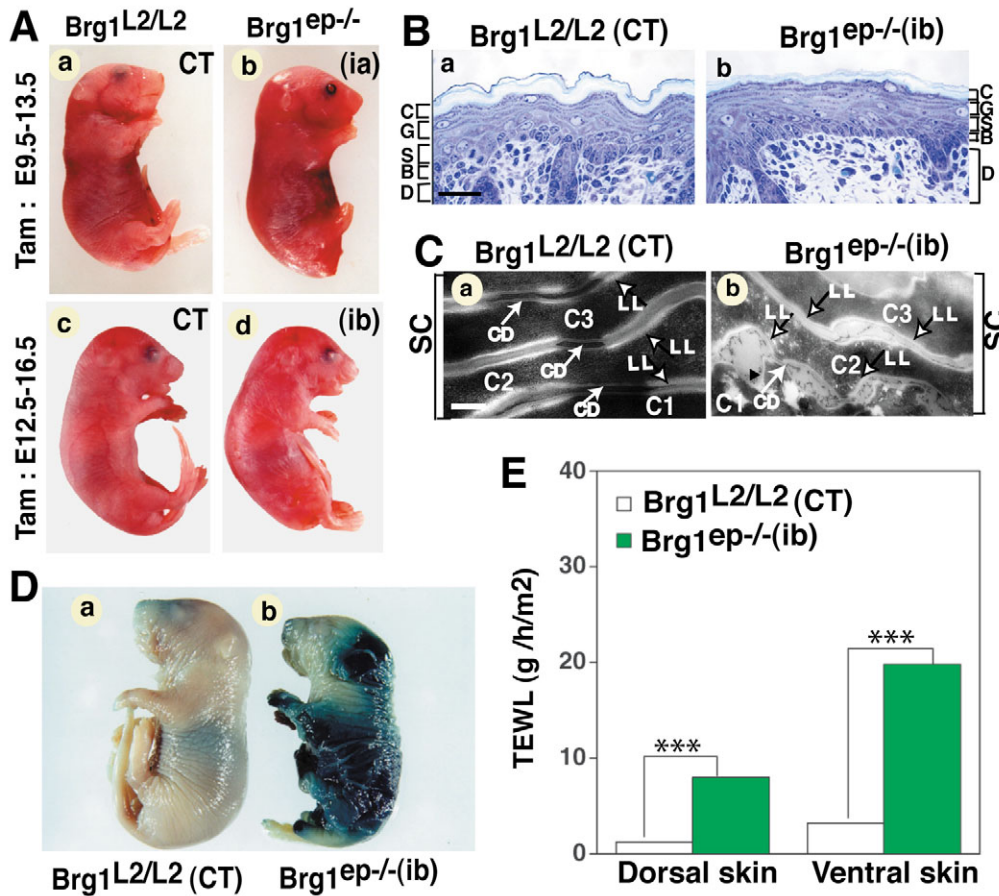 A
Brg1L2/L2
Brg1ep-/-
Tam : E9.5-13.5
a
CT
b
(ia)
Tam : E12.5-16.5
c
CT
d
(ib)
B
Brg1L2/L2 (CT)
Brg1ep-/-(ib)
a
C
G
S
B
D
b
C
G
S
B
D
C
Brg1L2/L2 (CT)
Brg1ep-/-(ib)
SC
a
LL
CD
C3
CD
LL
LL
C2
CD
C1
b
LL
LL
C3
LL
C2
LL
C1
CD
SC
D
a
b
Brg1L2/L2 (CT)
Brg1ep-/-(ib)
E
Brg1L2/L2 (CT)
Brg1ep-/-(ib)
TEWL (g /h/m2)
40
30
20
10
0
***
***
Dorsal skin
Ventral skin